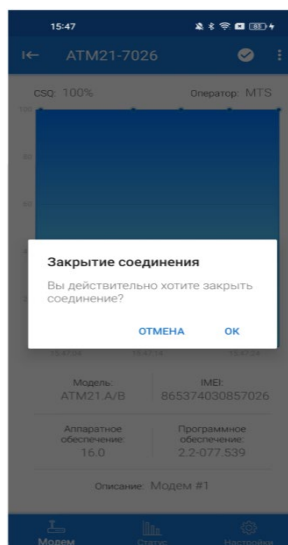 15:47
ATM21-7026
CSQ: 100%
Оператор: MTS
100
Закрытие соединения
Вы действительно хотите закрыть
соединение?
ОТМЕНА
ОК
Модель:
ATM21.A/B
IMEI:
865374030857026
Аппаратное
обеспечение:
16.0
Программное
обеспечение:
2.2-077.539
Описание: Модем #1
Модем
Статус
Настройки